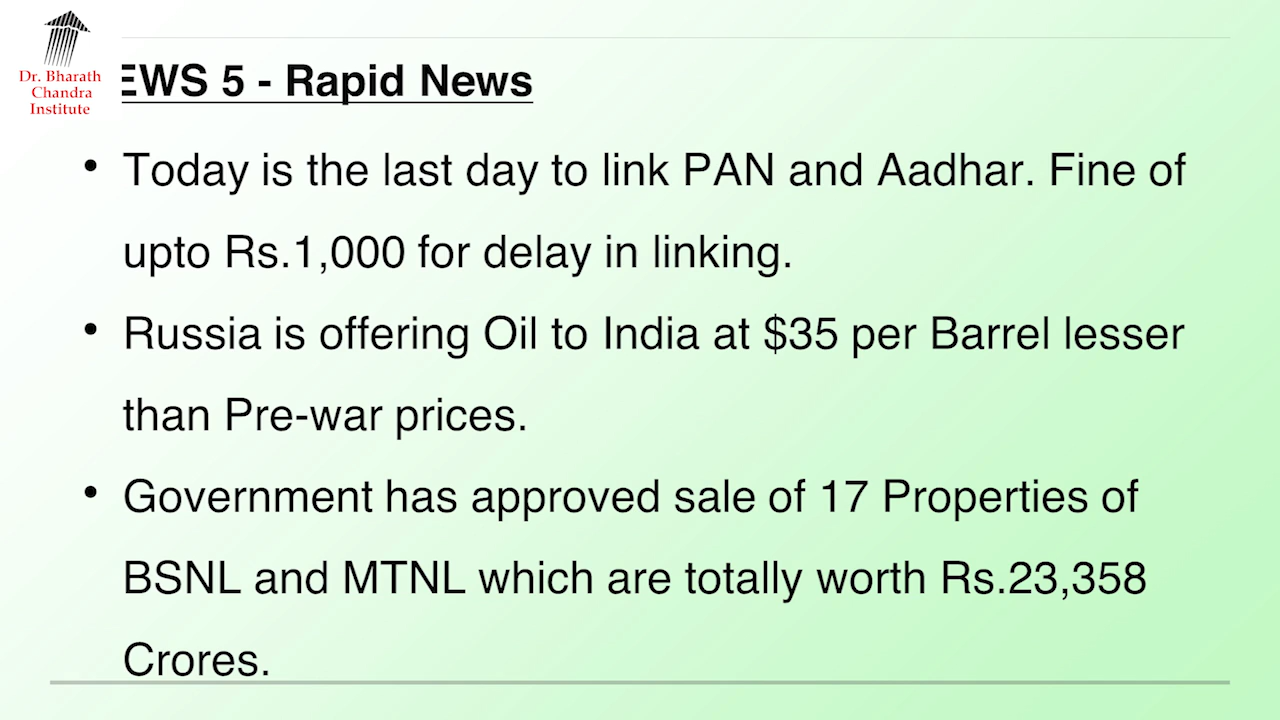 Dr. Bharath
Chandra
Institute
EWS 5 - Rapid News
• Today is the last day to link PAN and Aadhar. Fine of
upto Rs.1,000 for delay in linking.
• Russia is offering Oil to India at $35 per Barrel lesser
than Pre-war prices.
• Government has approved sale of 17 Properties of
BSNL and MTNL which are totally worth Rs.23,358
Crores.